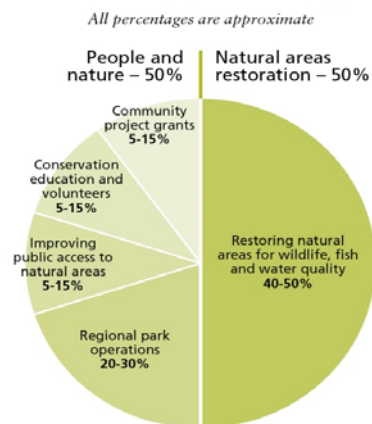 All percentages are approximate
People and
nature – 50%
Natural areas
restoration – 50%
Community
project grants
5-15%
Conservation
education and
volunteers
5-15%
Improving
public access to
natural areas
5-15%
Regional park
operations
20-30%
Restoring natural
areas for wildlife, fish
and water quality
40-50%